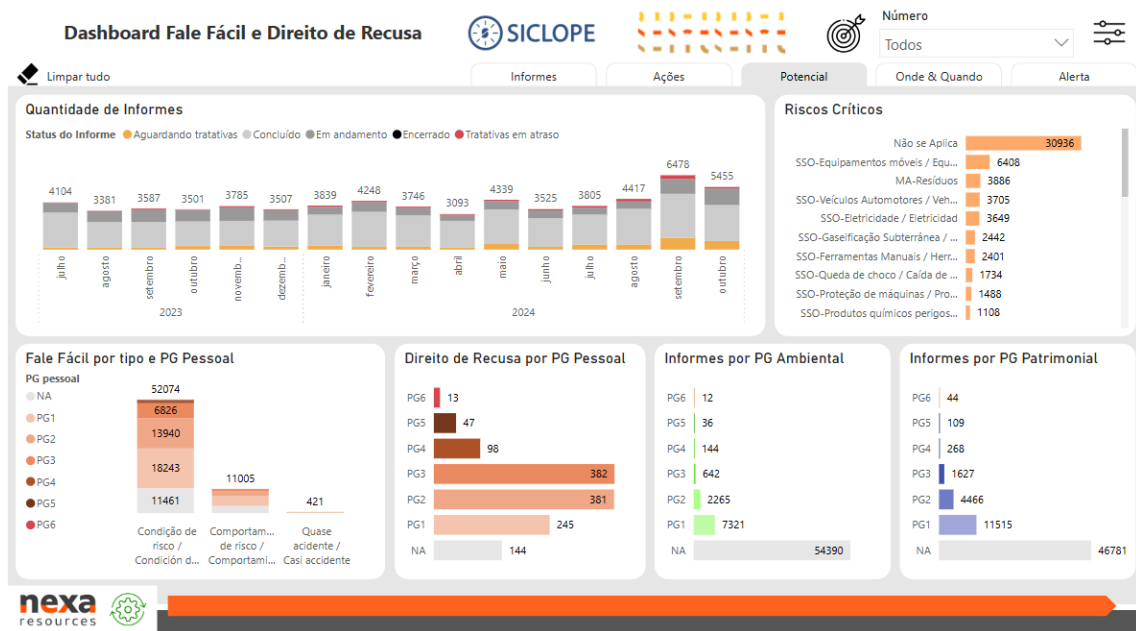 Dashboard Fale Fácil e Direito de Recusa
SICLOPE
Número
Todos
Limpar tudo
Informes
Ações
Potencial
Onde & Quando
Alerta
Quantidade de Informes
Status do Informe Aguardando tratativas Concluído Em andamento Encerrado Tratativas em atraso
4104 3381 3587 3501 3785 3507 3839 4248 3746 3093 4339 3525 3805 4417 6478 5455
julho agosto setembro outubro novemb... dezemb... janeiro fevereiro março abril maio junho julho agosto setembro outubro
2023 2024
Riscos Críticos
Não se Aplica 30936
SSO-Equipamentos móveis / Equ... 6408
MA-Resíduos 3886
SSO-Veículos Automotores / Veh... 3705
SSO-Eletricidade / Eletricidad 3649
SSO-Gaseificação Subterrânea / ... 2442
SSO-Ferramentas Manuais / Herr... 2401
SSO-Queda de choco / Caída de ... 1734
SSO-Proteção de máquinas / Pro... 1488
SSO-Produtos químicos perigos... 1108
Fale Fácil por tipo e PG Pessoal
PG pessoal
NA
PG1
PG2
PG3
PG4
PG5
PG6
52074
6826
13940
18243
11461
11005
421
Condição de risco / Condición d...
Comportam... de risco / Comportami...
Quase acidente / Casi accidente
Direito de Recusa por PG Pessoal
PG6 13
PG5 47
PG4 98
PG3 382
PG2 381
PG1 245
NA 144
Informes por PG Ambiental
PG6 12
PG5 36
PG4 144
PG3 642
PG2 2265
PG1 7321
NA 54390
Informes por PG Patrimonial
PG6 44
PG5 109
PG4 268
PG3 1627
PG2 4466
PG1 11515
NA 46781
nexa
resources